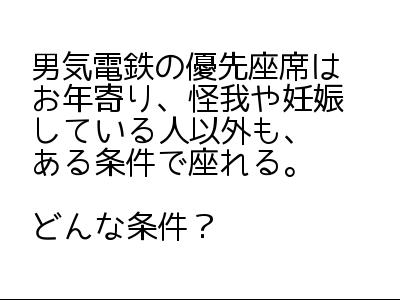 男気電鉄の優先座席は
お年寄り、怪我や妊娠
している人以外も、
ある条件で座れる。
どんな条件？